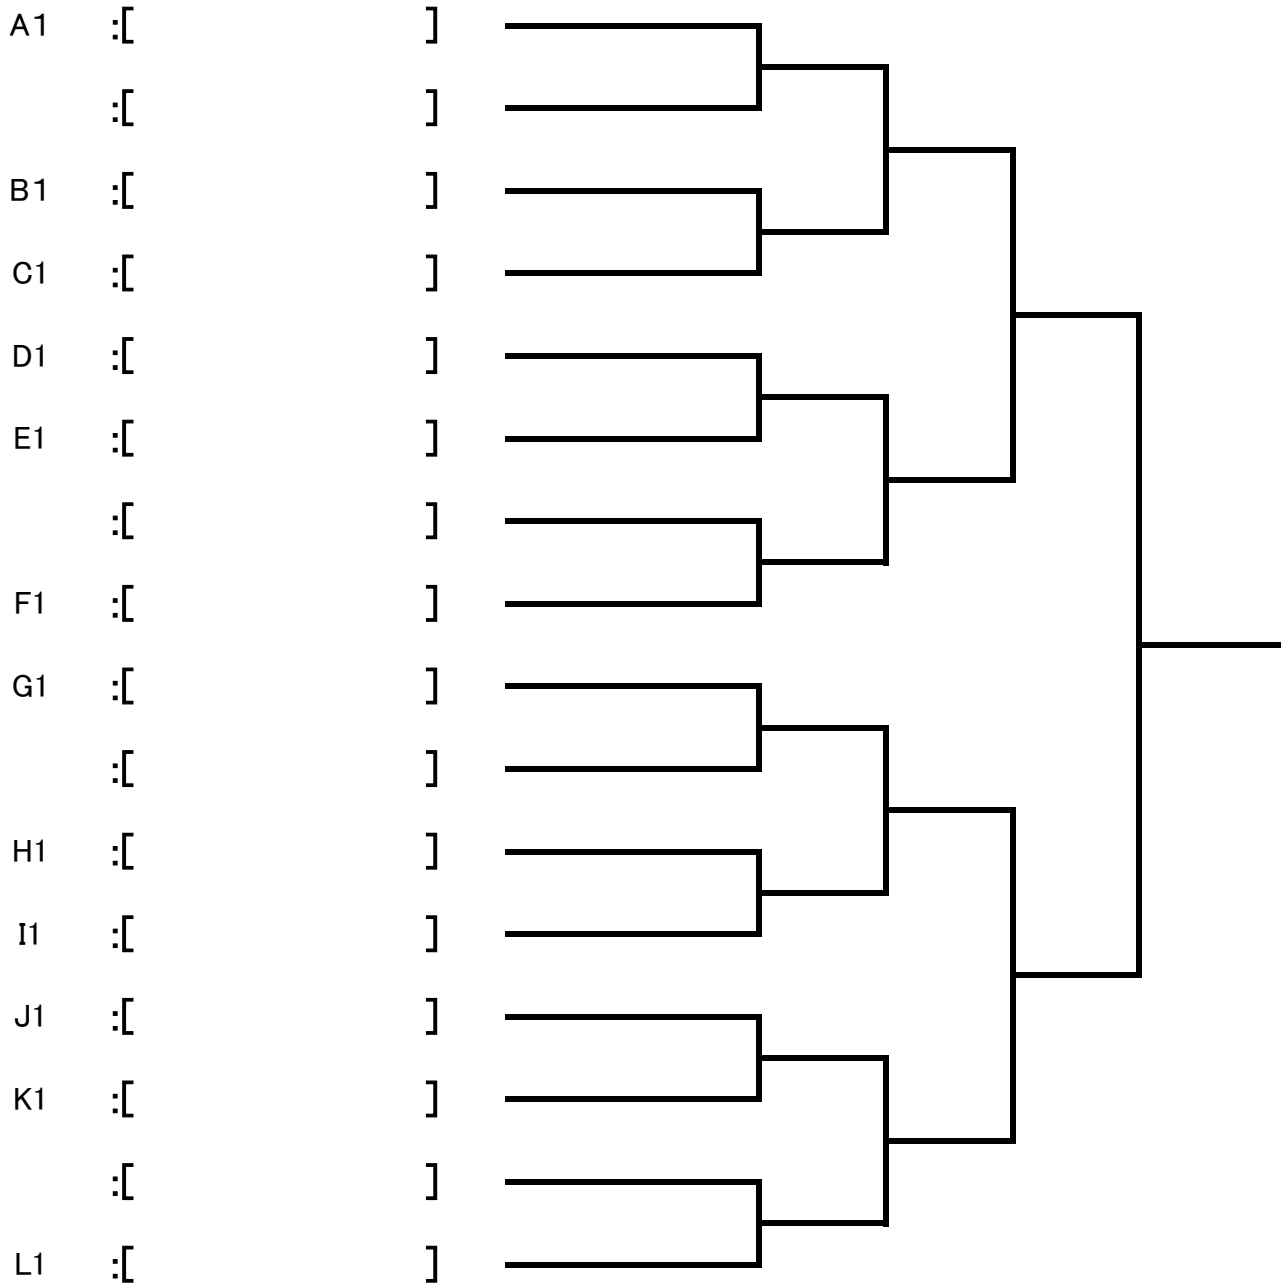 A1 :[ ]
:[ ]
B1 :[ ]
C1 :[ ]
D1 :[ ]
E1 :[ ]
:[ ]
F1 :[ ]
G1 :[ ]
:[ ]
H1 :[ ]
I1 :[ ]
J1 :[ ]
K1 :[ ]
:[ ]
L1 :[ ]